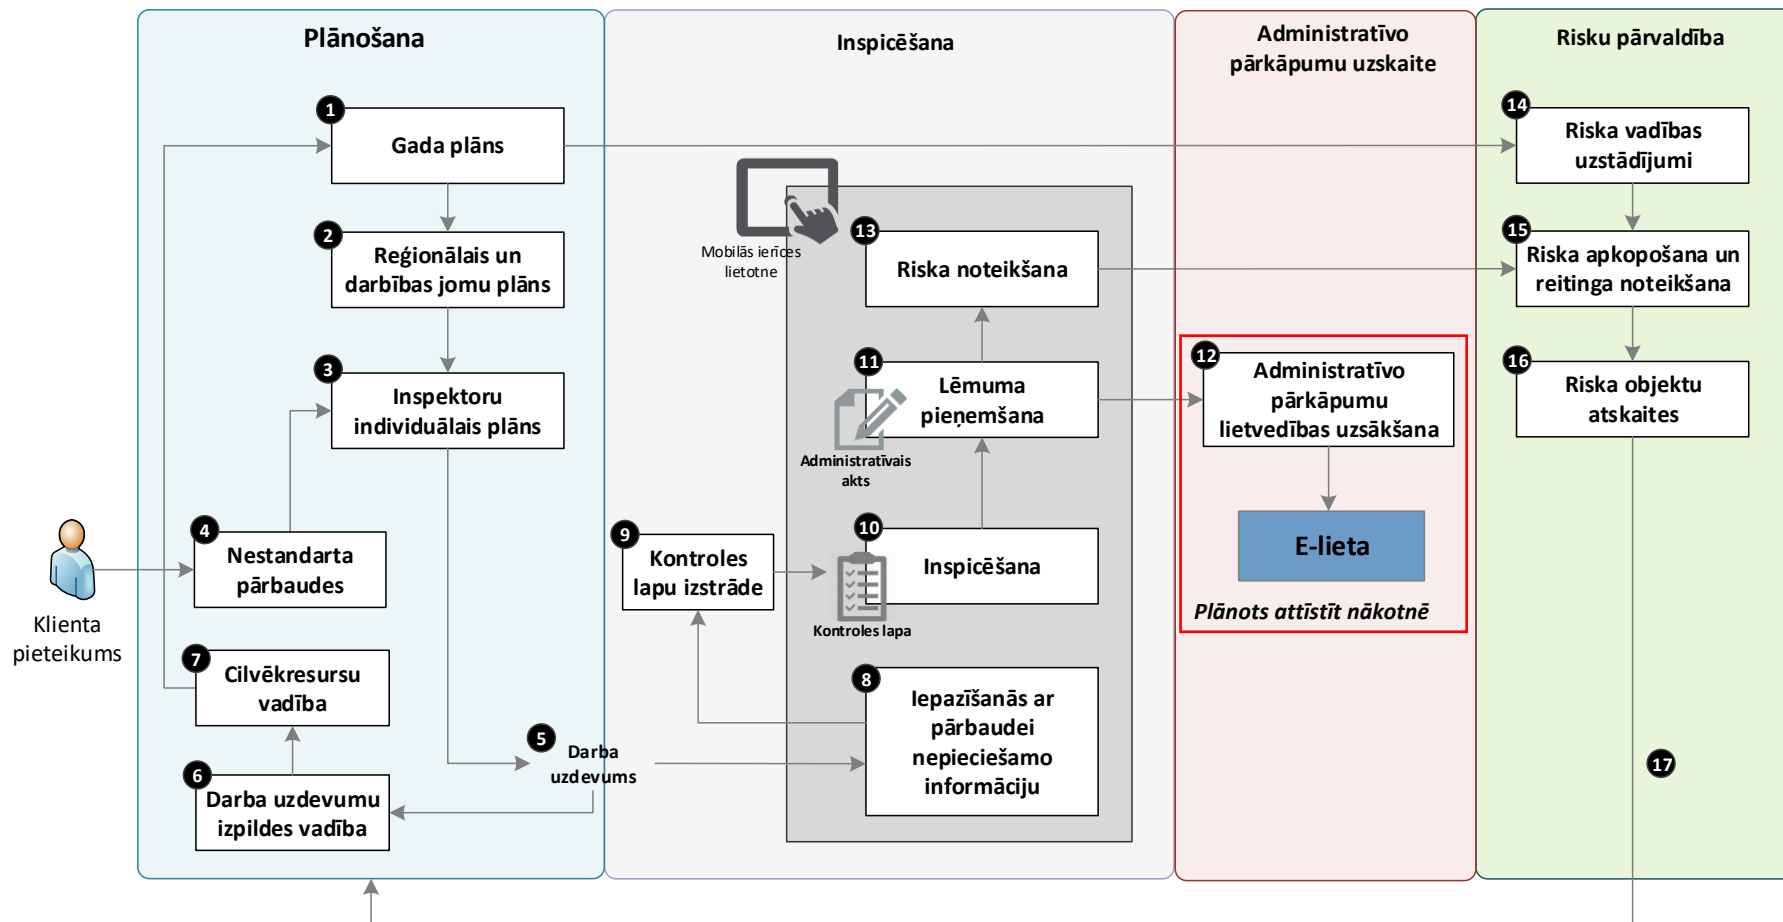 Plānošana
1
Gada plāns
2
Reģionālais un
darbības jomu plāns
3
Inspektoru
individuālais plāns
4
Nestandarta
pārbaudes
Klienta
pieteikums
7
Cilvēkresursu
vadība
6
Darba uzdevumu
izpildes vadība
5
Darba
uzdevums
Inspicēšana
Mobilās ierīces
lietotne
13
Riska noteikšana
11
Lēmuma
pieņemšana
Administratīvais
akts
9
Kontroles
lapu izstrāde
10
Inspicēšana
Kontroles lapa
8
Iepazīšanās ar
pārbaudei
nepieciešamo
informāciju
Administratīvo
pārkāpumu uzskaite
12
Administratīvo
pārkāpumu
lietvedības uzsākšana
E-lieta
Plānots attīstīt nākotnē
Risku pārvaldība
14
Riska vadības
uzstādījumi
15
Riska apkopošana un
reitinga noteikšana
16
Riska objektu
atskaites
17